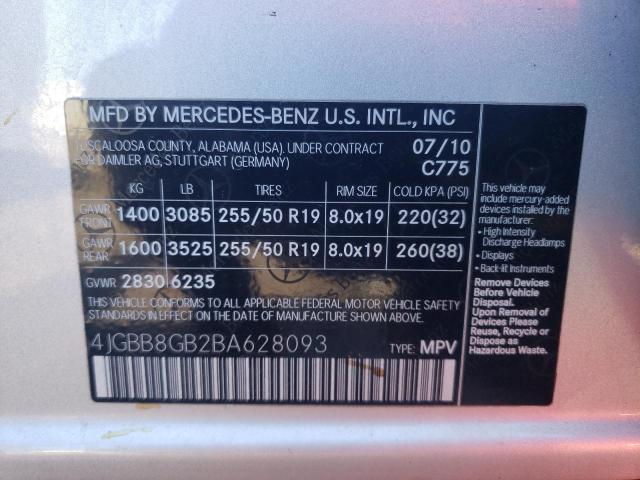 MFD BY MERCEDES-BENZ U.S. INTL., INC
TUSCALOOSA COUNTY, ALABAMA (USA). UNDER CONTRACT
FOR DAIMLER AG, STUTTGART (GERMANY)
07/10
C775
KG LB TIRES RIM SIZE COLD KPA (PSI)
GAWR FRONT 1400 3085 255/50 R19 8.0x19 220(32)
GAWR REAR 1600 3525 255/50 R19 8.0x19 260(38)
GVWR 2830 6235
THIS VEHICLE CONFORMS TO ALL APPLICABLE FEDERAL MOTOR VEHICLE SAFETY
STANDARDS IN EFFECT ON THE DATE OF MANUFACTURE SHOWN ABOVE.
4JGBB8GB2BA628093
TYPE: MPV
This vehicle may
include mercury-added
devices installed by the
manufacturer:
• High Intensity
Discharge Headlamps
• Displays
• Back-lit Instruments
Remove Devices
Before Vehicle
Disposal.
Upon Removal of
Devices Please
Reuse, Recycle or
Dispose as
Hazardous Waste.